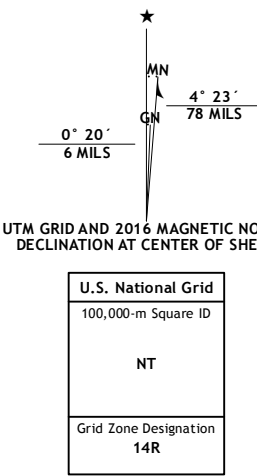 ★
MN
4° 23´
78 MILS
GN
0° 20´
6 MILS
UTM GRID AND 2016 MAGNETIC NO
DECLINATION AT CENTER OF SHE
U.S. National Grid
100,000-m Square ID
NT
Grid Zone Designation
14R